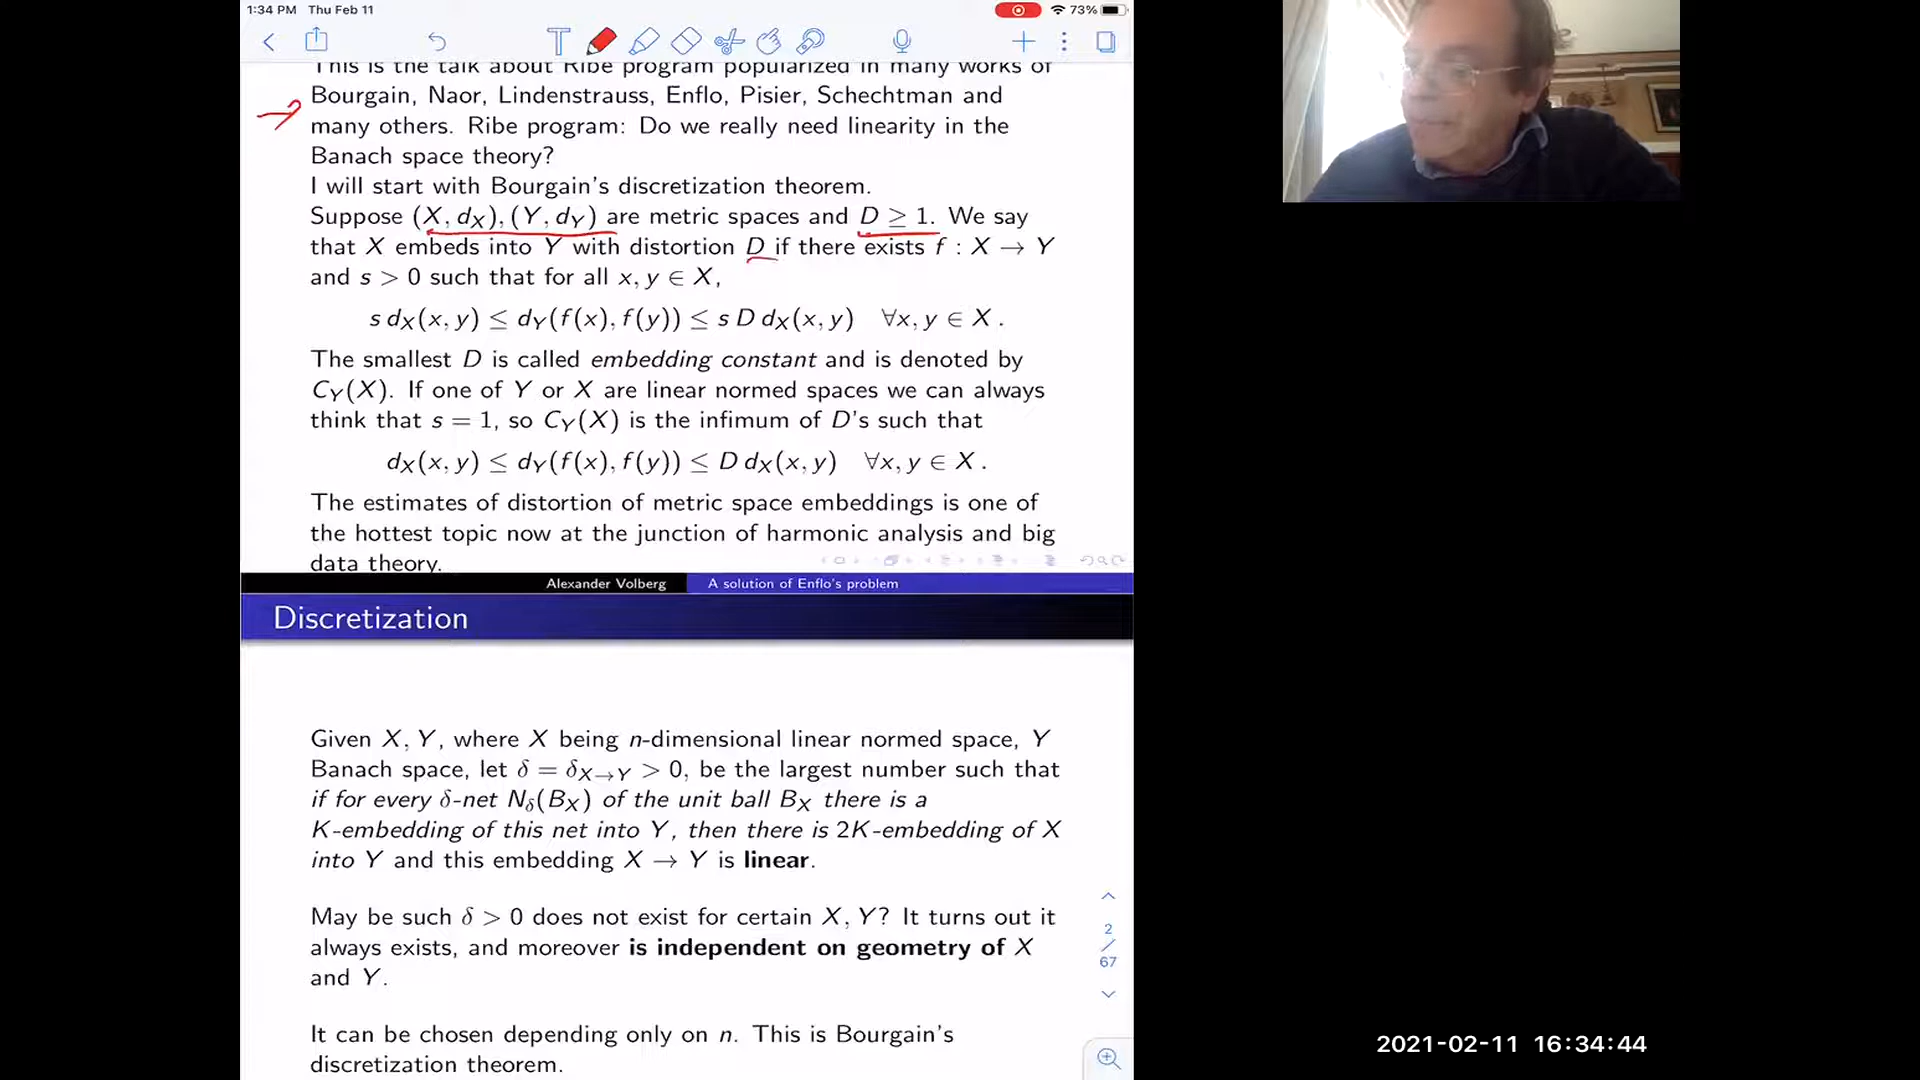 1:34 PM Thu Feb 11
73%
This is the talk about Ribe program popularized in many works of
Bourgain, Naor, Lindenstrauss, Enflo, Pisier, Schechtman and
many others. Ribe program: Do we really need linearity in the
Banach space theory?
I will start with Bourgain's discretization theorem.
Suppose (X, d_X), (Y, d_Y) are metric spaces and D ≥ 1. We say
that X embeds into Y with distortion D if there exists f : X → Y
and s > 0 such that for all x, y ∈ X,
s d_X(x, y) ≤ d_Y(f(x), f(y)) ≤ s D d_X(x, y) ∀x, y ∈ X .
The smallest D is called embedding constant and is denoted by
C_Y(X). If one of Y or X are linear normed spaces we can always
think that s = 1, so C_Y(X) is the infimum of D's such that
d_X(x, y) ≤ d_Y(f(x), f(y)) ≤ D d_X(x, y) ∀x, y ∈ X .
The estimates of distortion of metric space embeddings is one of
the hottest topic now at the junction of harmonic analysis and big
data theory.
Alexander Volberg A solution of Enflo's problem
Discretization
Given X, Y, where X being n-dimensional linear normed space, Y
Banach space, let δ = δ_{X→Y} > 0, be the largest number such that
if for every δ-net N_δ(B_X) of the unit ball B_X there is a
K-embedding of this net into Y, then there is 2K-embedding of X
into Y and this embedding X → Y is linear.
May be such δ > 0 does not exist for certain X, Y? It turns out it
always exists, and moreover is independent on geometry of X
and Y.
It can be chosen depending only on n. This is Bourgain's
discretization theorem.
2
/
67
2021-02-11 16:34:44